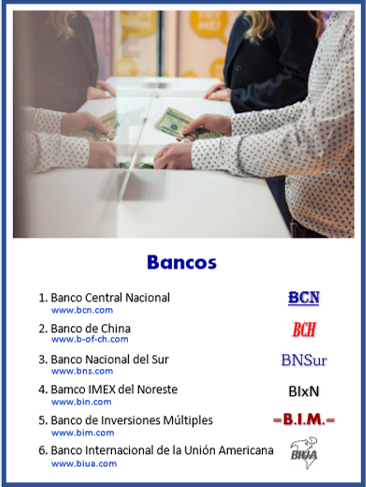 Bancos
1. Banco Central Nacional BCN
www.bcn.com
2. Banco de China BCH
www.b-of-ch.com
3. Banco Nacional del Sur BNSur
www.bns.com
4. Bamco IMEX del Noreste BIxN
www.bin.com
5. Banco de Inversiones Múltiples –B.I.M.–
www.bim.com
6. Banco Internacional de la Unión Americana BIUA
www.biua.com